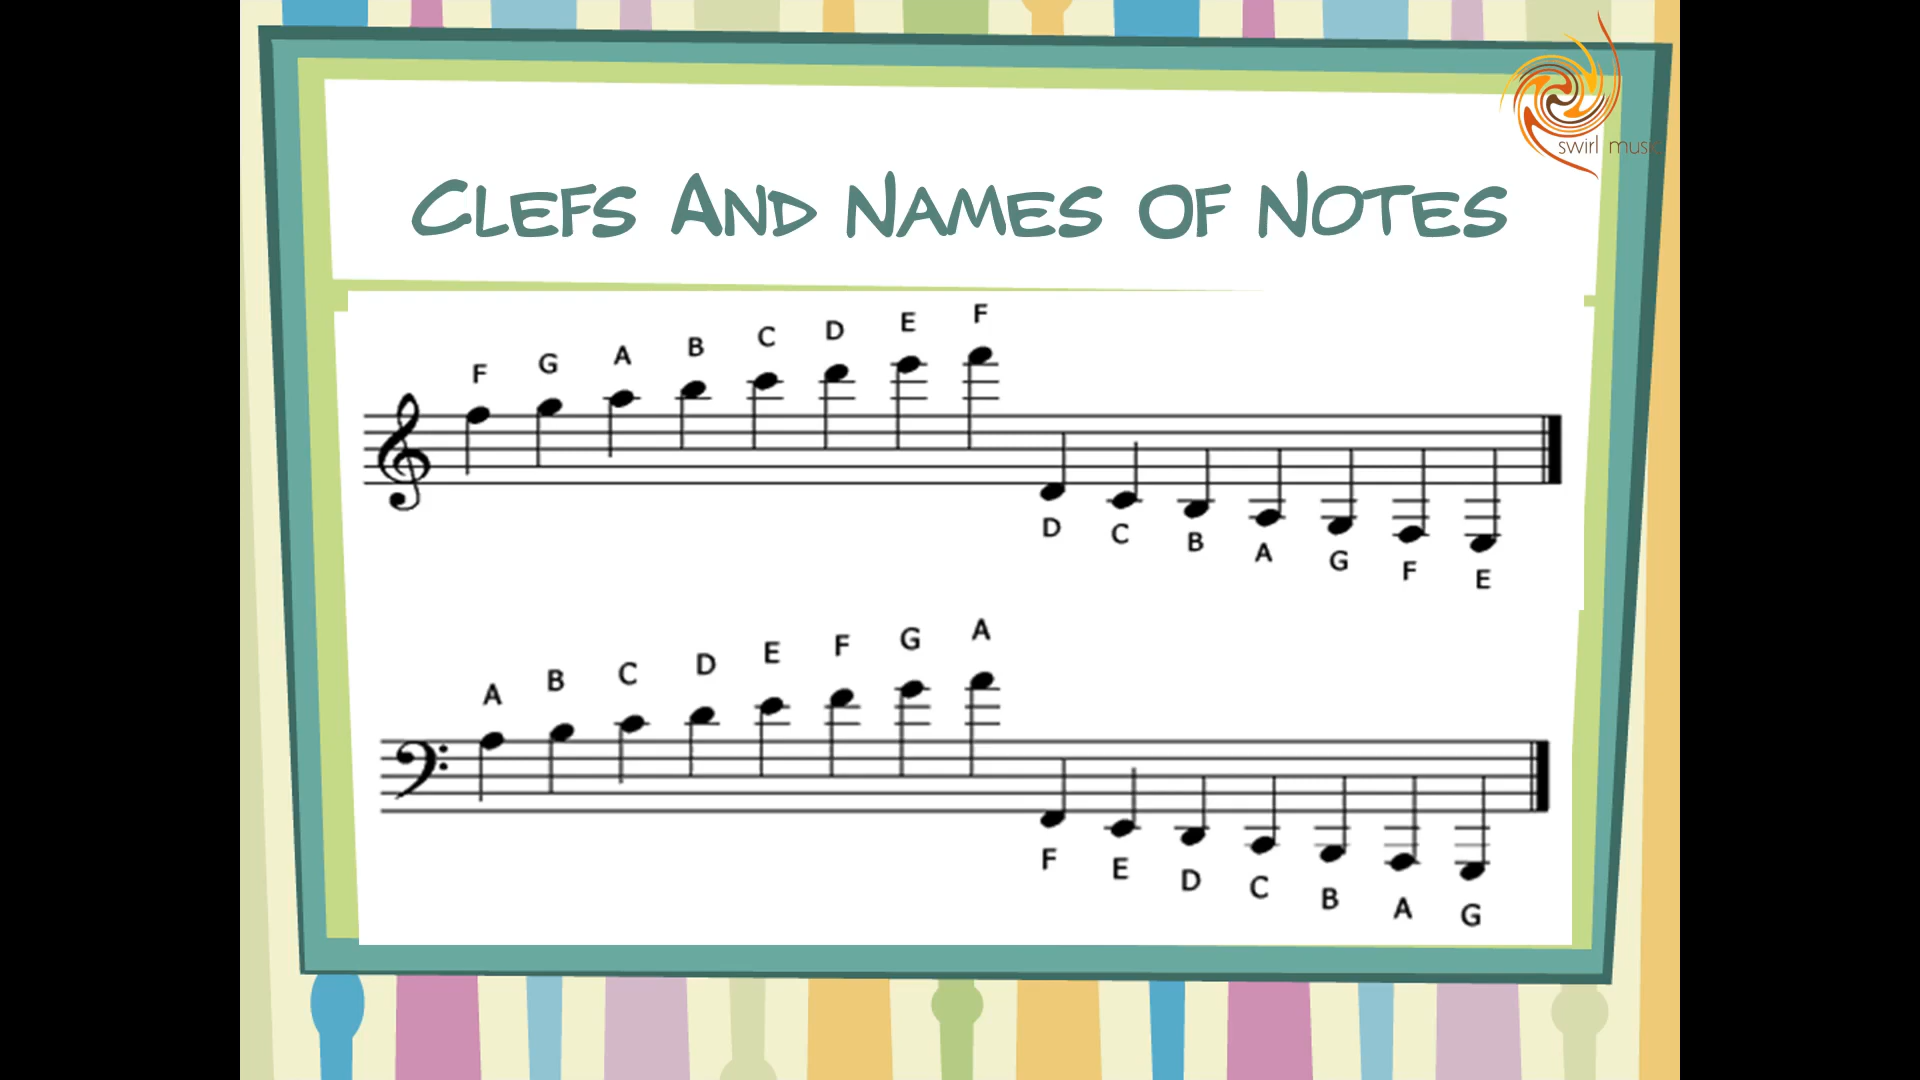 swirl music
Clefs And Names of Notes
F G A B C D E F
D C B A G F E
A B C D E F G A
F E D C B A G